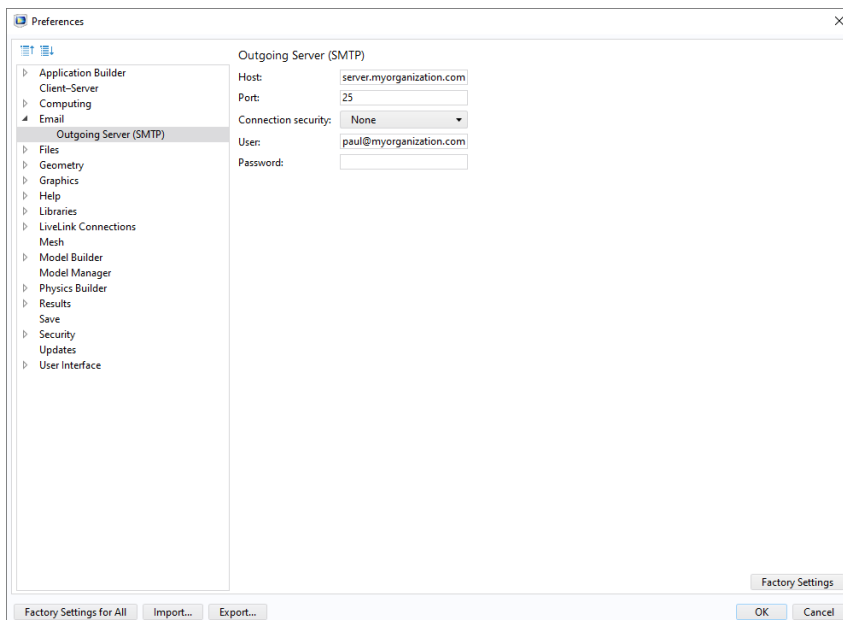 Preferences
Outgoing Server (SMTP)
Application Builder
Client–Server
Computing
Email
Outgoing Server (SMTP)
Files
Geometry
Graphics
Help
Libraries
LiveLink Connections
Mesh
Model Builder
Model Manager
Physics Builder
Results
Save
Security
Updates
User Interface
Host: server.myorganization.com
Port: 25
Connection security: None
User: paul@myorganization.com
Password:
Factory Settings
Factory Settings for All Import... Export... OK Cancel